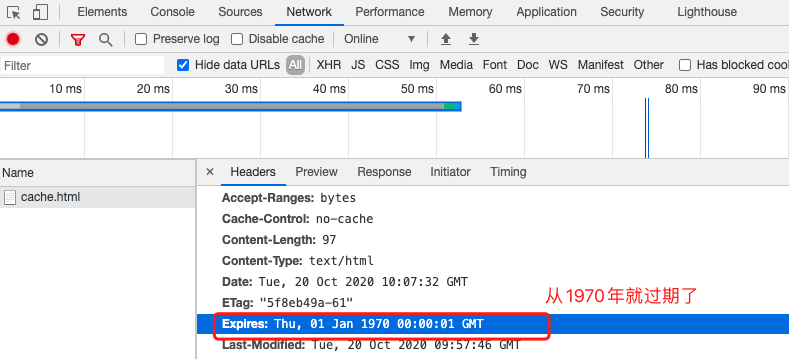 Elements Console Sources Network Performance Memory Application Security Lighthouse
Preserve log Disable cache Online
Filter Hide data URLs All XHR JS CSS Img Media Font Doc WS Manifest Other Has blocked coo
10 ms 20 ms 30 ms 40 ms 50 ms 60 ms 70 ms 80 ms 90 ms
Name × Headers Preview Response Initiator Timing
cache.html
Accept-Ranges: bytes
Cache-Control: no-cache
Content-Length: 97
Content-Type: text/html
Date: Tue, 20 Oct 2020 10:07:32 GMT
ETag: "5f8eb49a-61"
从1970年就过期了
Expires: Thu, 01 Jan 1970 00:00:01 GMT
Last-Modified: Tue, 20 Oct 2020 09:57:46 GMT